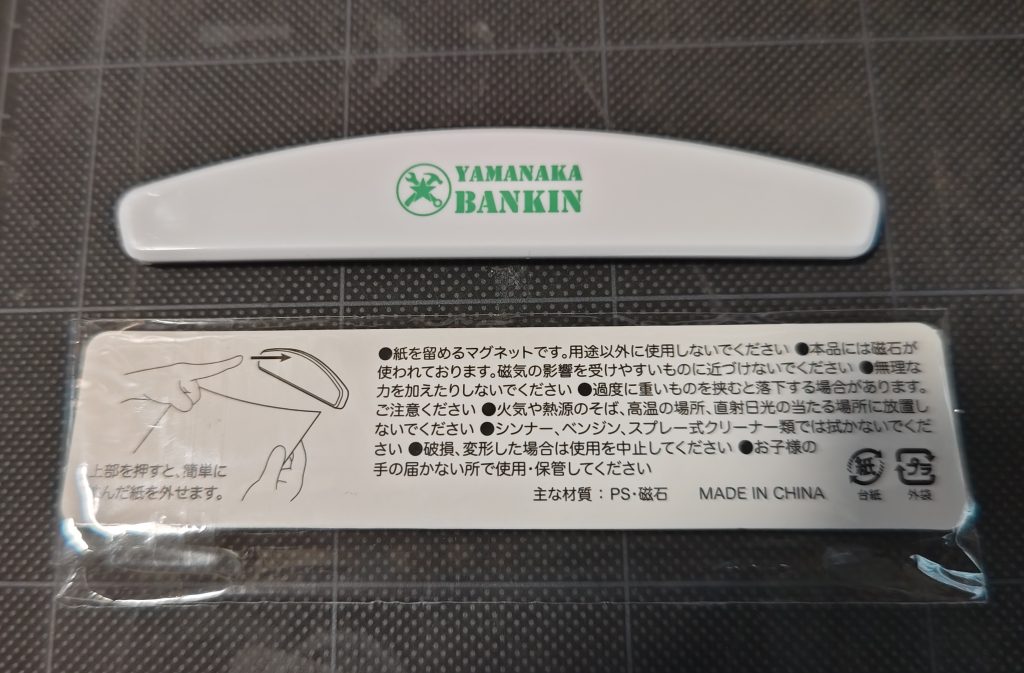 YAMANAKA
BANKIN
●紙を留めるマグネットです。用途以外に使用しないでください ●本品には磁石が
使われております。磁気の影響を受けやすいものに近づけないでください ●無理な
力を加えたりしないでください ●過度に重いものを挟むと落下する場合があります。
ご注意ください ●火気や熱源のそば、高温の場所、直射日光の当たる場所に放置し
ないでください ●シンナー、ベンジン、スプレー式クリーナー類では拭かないでくだ
さい ●破損、変形した場合は使用を中止してください ●お子様の
手の届かない所で使用・保管してください
上部を押すと、簡単に
んだ紙を外せます。
主な材質：PS・磁石 MADE IN CHINA
紙
台紙
プラ
外袋